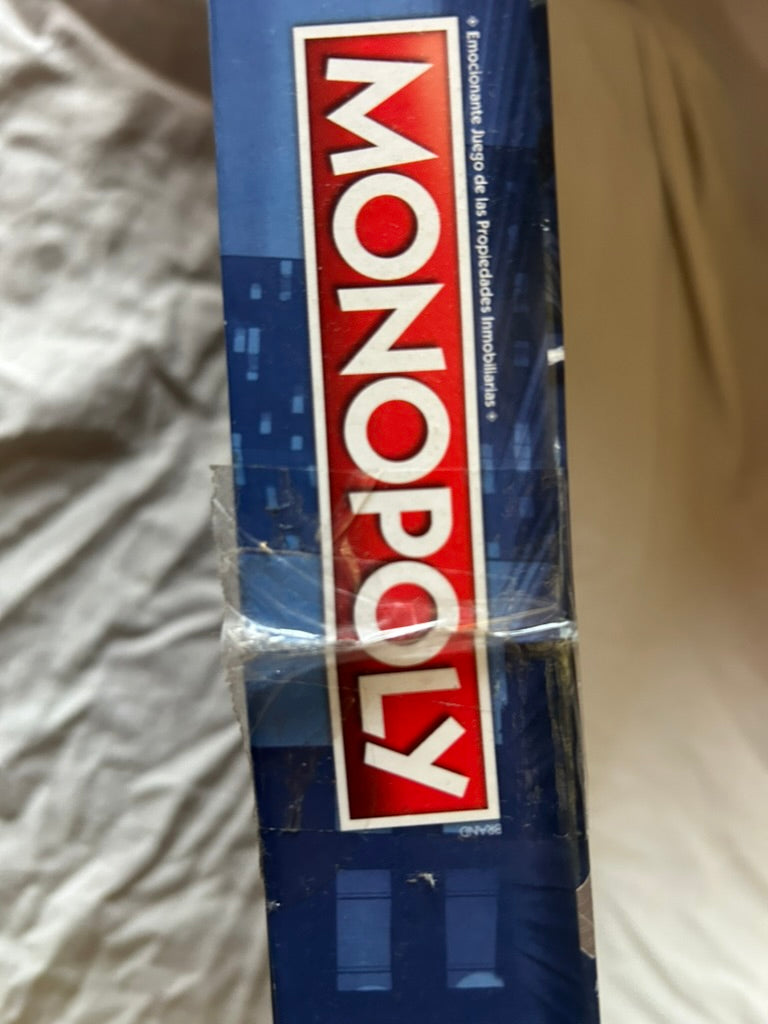 ✦ Emocionante Juego de las Propiedades Inmobiliarias ✦
MONOPOLY
BRAND